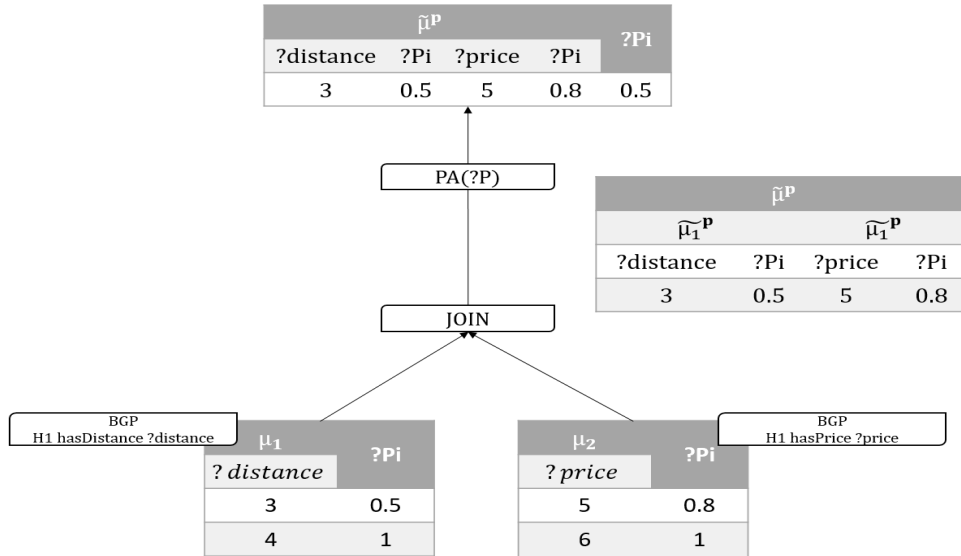 μ̃ᵖ ?Pi
?distance ?Pi ?price ?Pi
3 0.5 5 0.8 0.5
PA(?P)
μ̃ᵖ
μ̃₁ᵖ μ̃₁ᵖ
?distance ?Pi ?price ?Pi
3 0.5 5 0.8
JOIN
BGP
H1 hasDistance ?distance
μ₁ ?Pi
? distance
3 0.5
4 1
μ₂ ?Pi
? price
5 0.8
6 1
BGP
H1 hasPrice ?price